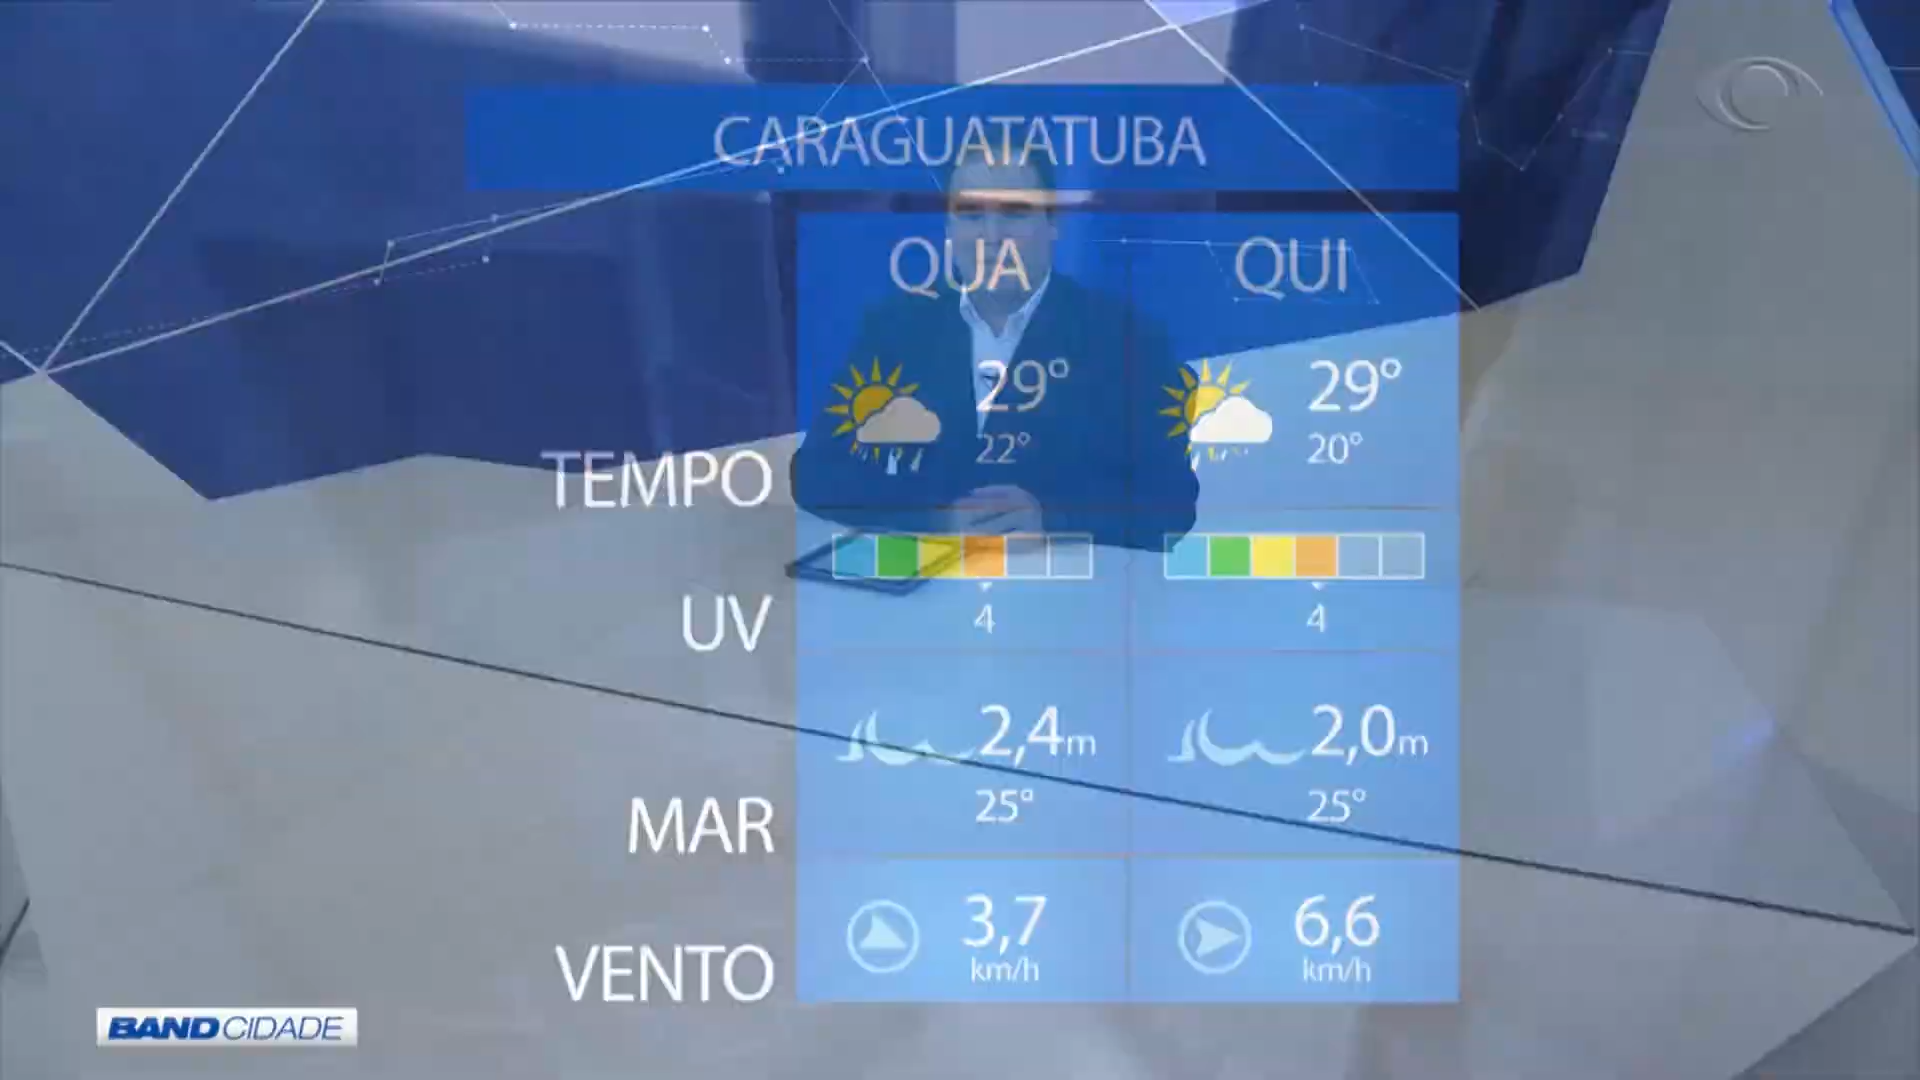 CARAGUATATUBA
QUA QUI
29° 29°
22° 20°
TEMPO
UV
4 4
2,4m 2,0m
25° 25°
MAR
3,7 6,6
km/h km/h
VENTO
BAND CIDADE